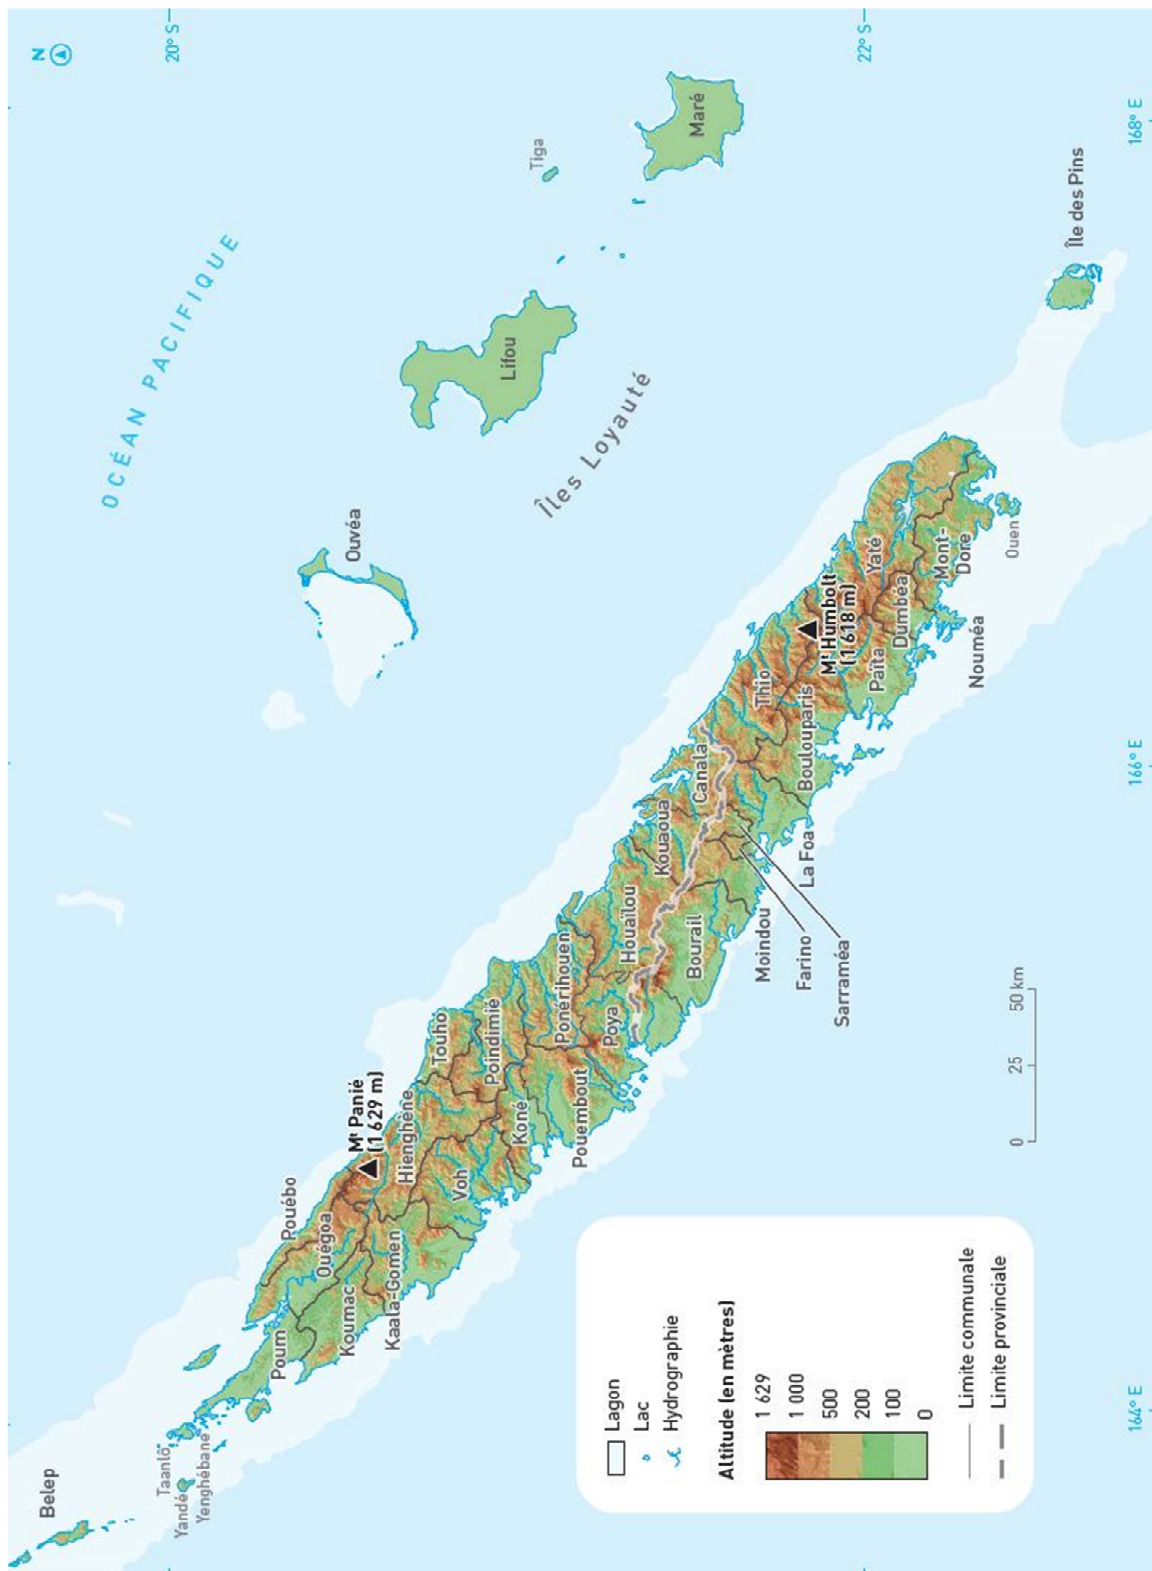 N
20° S
22° S
168° E
166° E
164° E
OCÉAN PACIFIQUE
Îles Loyauté
Belep
Taanlô
Yandé
Yenghébane
Poum
Pouébo
Ouégoa
Koumac
Kaala-Gomen
Mᵗ Panié
(1 629 m)
Hienghène
Voh
Touho
Koné
Poindimié
Pouembout
Ponérihouen
Poya
Houaïlou
Bourail
Kouaoua
Canala
Moindou
Farino
Sarraméa
La Foa
Thio
Boulouparis
Mᵗ Humbolt
(1 618 m)
Païta
Dumbéa
Yaté
Mont-
Dore
Nouméa
Ouen
Île des Pins
Ouvéa
Lifou
Tiga
Maré
Lagon
Lac
Hydrographie
Altitude (en mètres)
1 629
1 000
500
200
100
0
Limite communale
Limite provinciale
0 25 50 km